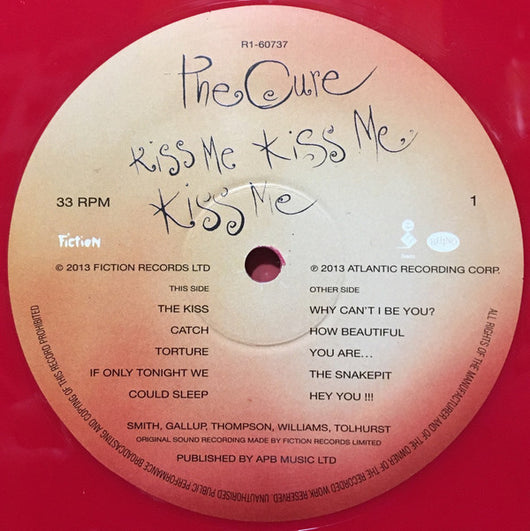 R1-60737
The Cure
Kiss Me Kiss Me
Kiss Me
33 RPM
1
Fiction
RHINO
© 2013 FICTION RECORDS LTD
℗ 2013 ATLANTIC RECORDING CORP.
THIS SIDE
THE KISS
CATCH
TORTURE
IF ONLY TONIGHT WE
COULD SLEEP
OTHER SIDE
WHY CAN'T I BE YOU?
HOW BEAUTIFUL
YOU ARE...
THE SNAKEPIT
HEY YOU !!!
SMITH, GALLUP, THOMPSON, WILLIAMS, TOLHURST
ORIGINAL SOUND RECORDING MADE BY FICTION RECORDS LIMITED
PUBLISHED BY APB MUSIC LTD
ALL RIGHTS OF THE MANUFACTURER AND OF THE OWNER OF THE RECORDED WORK RESERVED. UNAUTHORISED PUBLIC PERFORMANCE BROADCASTING AND COPYING OF THIS RECORD PROHIBITED